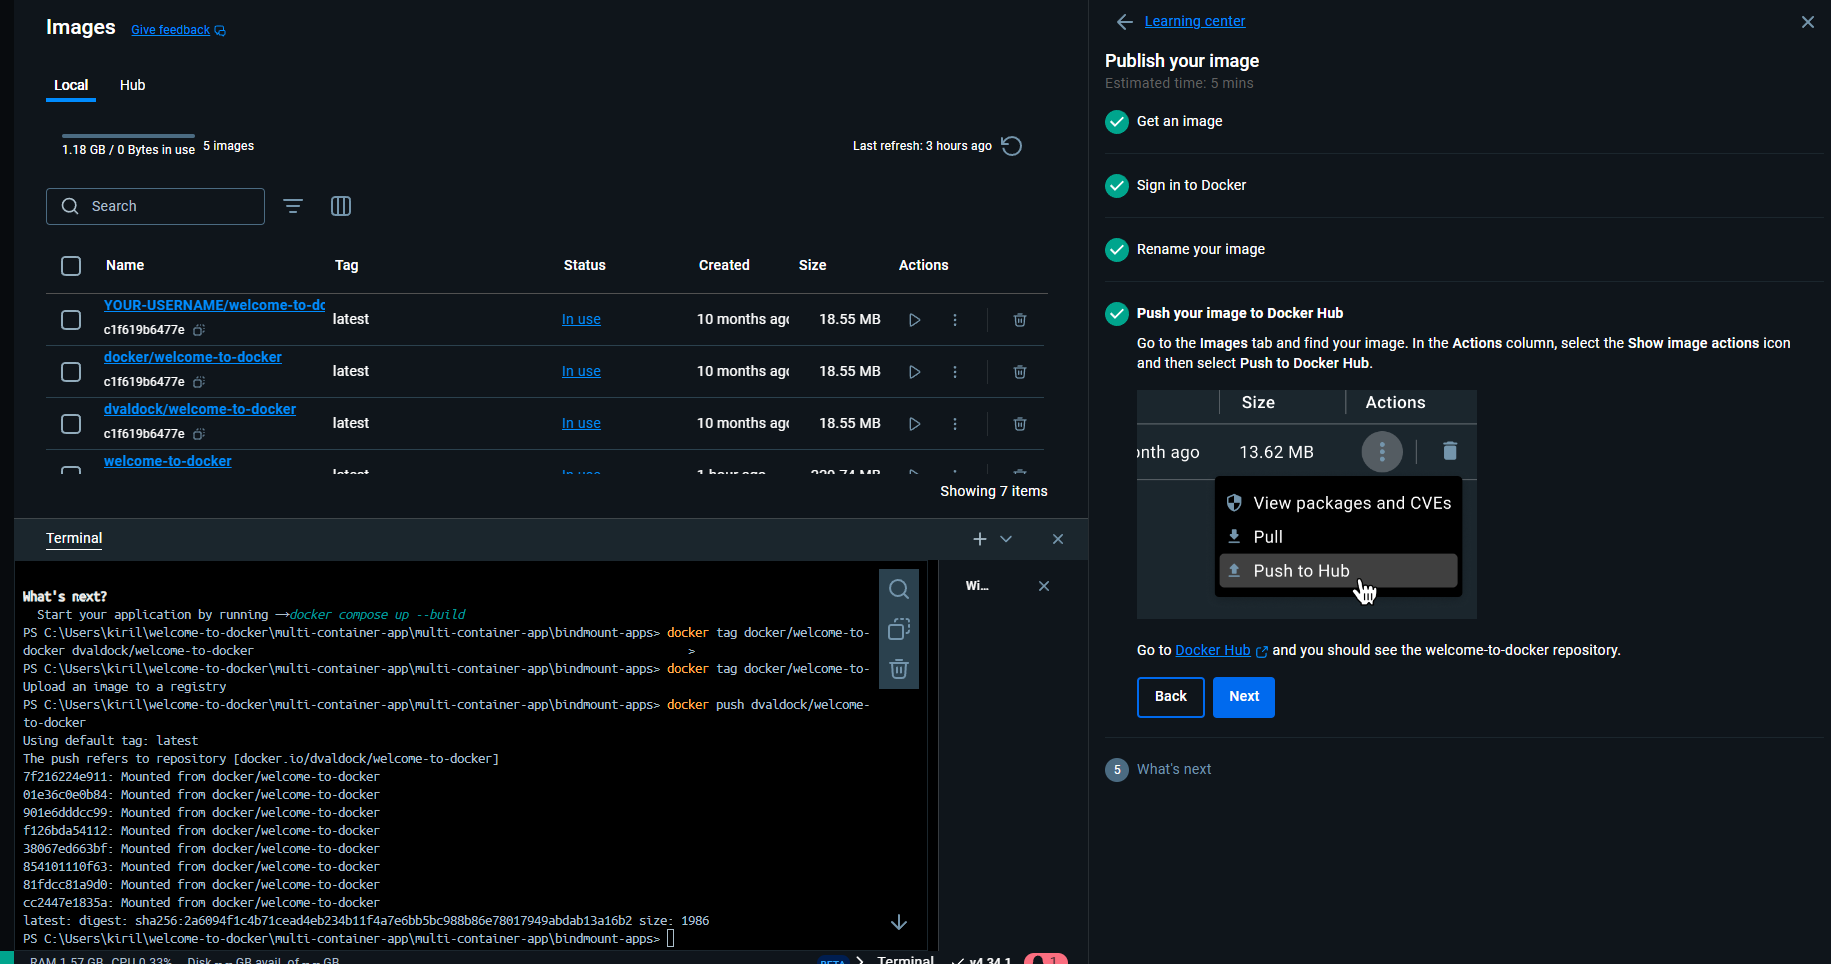 Images Give feedback
Local Hub
1.18 GB / 0 Bytes in use 5 images
Last refresh: 3 hours ago
Search
Name Tag Status Created Size Actions
YOUR-USERNAME/welcome-to-do
c1f619b6477e
latest In use 10 months ago 18.55 MB
docker/welcome-to-docker
c1f619b6477e
latest In use 10 months ago 18.55 MB
dvaldock/welcome-to-docker
c1f619b6477e
latest In use 10 months ago 18.55 MB
welcome-to-docker
latest In use 1 hour ago 229.74 MB
Showing 7 items
Terminal
What's next?
Start your application by running →docker compose up --build
PS C:\Users\kiril\welcome-to-docker\multi-container-app\multi-container-app\bindmount-apps> docker tag docker/welcome-to-
docker dvaldock/welcome-to-docker
>
PS C:\Users\kiril\welcome-to-docker\multi-container-app\multi-container-app\bindmount-apps> docker tag docker/welcome-to-
Upload an image to a registry
PS C:\Users\kiril\welcome-to-docker\multi-container-app\multi-container-app\bindmount-apps> docker push dvaldock/welcome-
to-docker
Using default tag: latest
The push refers to repository [docker.io/dvaldock/welcome-to-docker]
7f216224e911: Mounted from docker/welcome-to-docker
01e36c0e0b84: Mounted from docker/welcome-to-docker
901e6dddcc99: Mounted from docker/welcome-to-docker
f126bda54112: Mounted from docker/welcome-to-docker
38067ed663bf: Mounted from docker/welcome-to-docker
854101110f63: Mounted from docker/welcome-to-docker
81fdcc81a9d0: Mounted from docker/welcome-to-docker
cc2447e1835a: Mounted from docker/welcome-to-docker
latest: digest: sha256:2a6094f1c4b71cead4eb234b11f4a7e6bb5bc988b86e78017949abdab13a16b2 size: 1986
PS C:\Users\kiril\welcome-to-docker\multi-container-app\multi-container-app\bindmount-apps>
Wi...
RAM 1.57 GB CPU 0.33% Disk -.-- GB avail. of -.-- GB
BETA > Terminal ✓ v4.34.1 1
Learning center
Publish your image
Estimated time: 5 mins
Get an image
Sign in to Docker
Rename your image
Push your image to Docker Hub
Go to the Images tab and find your image. In the Actions column, select the Show image actions icon
and then select Push to Docker Hub.
Size Actions
onth ago 13.62 MB
View packages and CVEs
Pull
Push to Hub
Go to Docker Hub and you should see the welcome-to-docker repository.
Back Next
5 What's next